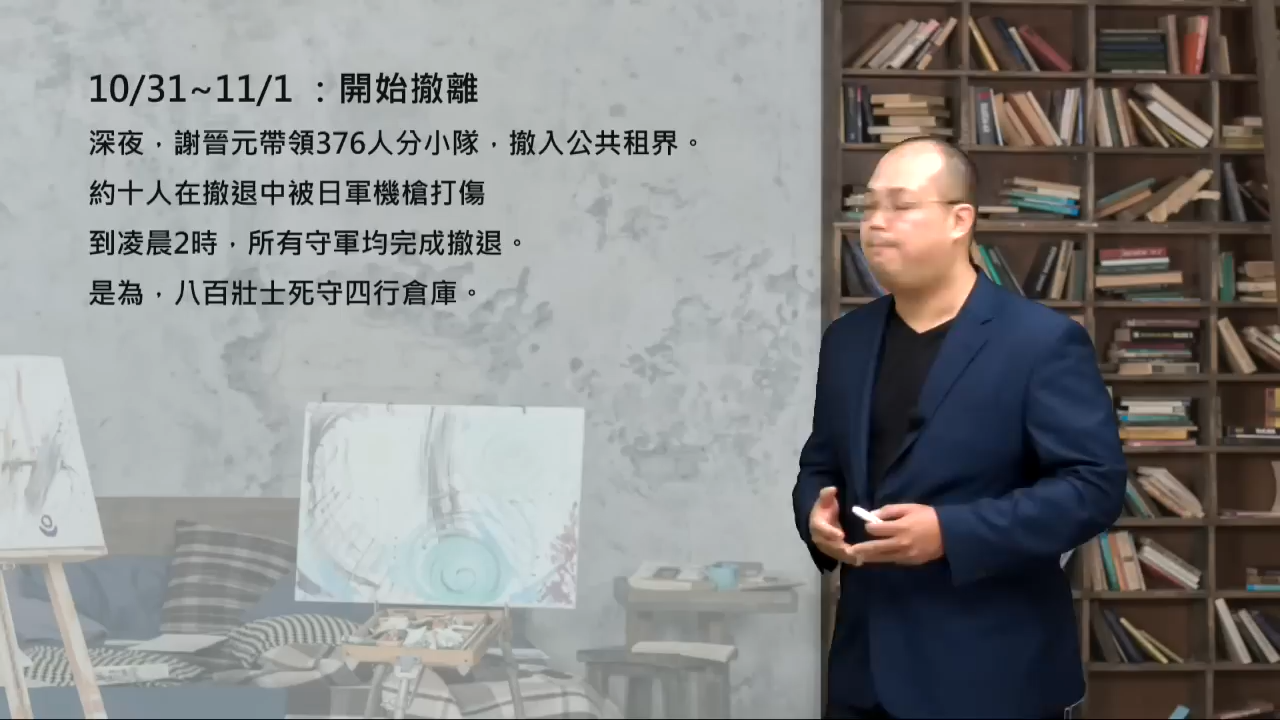 10/31~11/1 ：開始撤離
深夜，謝晉元帶領376人分小隊，撤入公共租界。
約十人在撤退中被日軍機槍打傷
到凌晨2時，所有守軍均完成撤退。
是為，八百壯士死守四行倉庫。